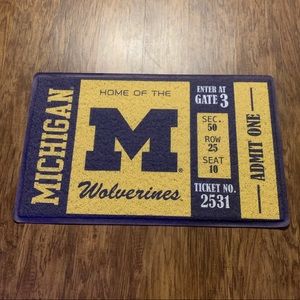 MICHIGAN
HOME OF THE
M
®
Wolverines
ENTER AT
GATE 3
SEC.
50
ROW
25
SEAT
10
TICKET NO.
2531
ADMIT ONE